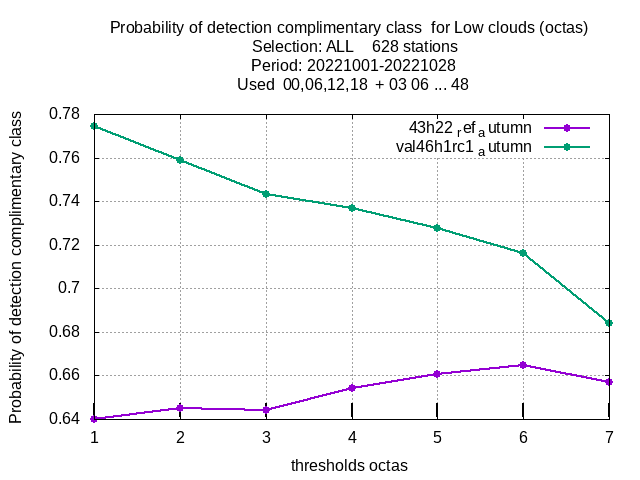 Probability of detection complimentary class  for Low clouds (octas)
Selection: ALL    628 stations
Period: 20221001-20221028
Used  00,06,12,18  + 03 06 ... 48
43h22 ref a utumn
val46h1rc1 a utumn
Probability of detection complimentary class
0.78
0.76
0.74
0.72
0.7
0.68
0.66
0.64
1 2 3 4 5 6 7
thresholds octas